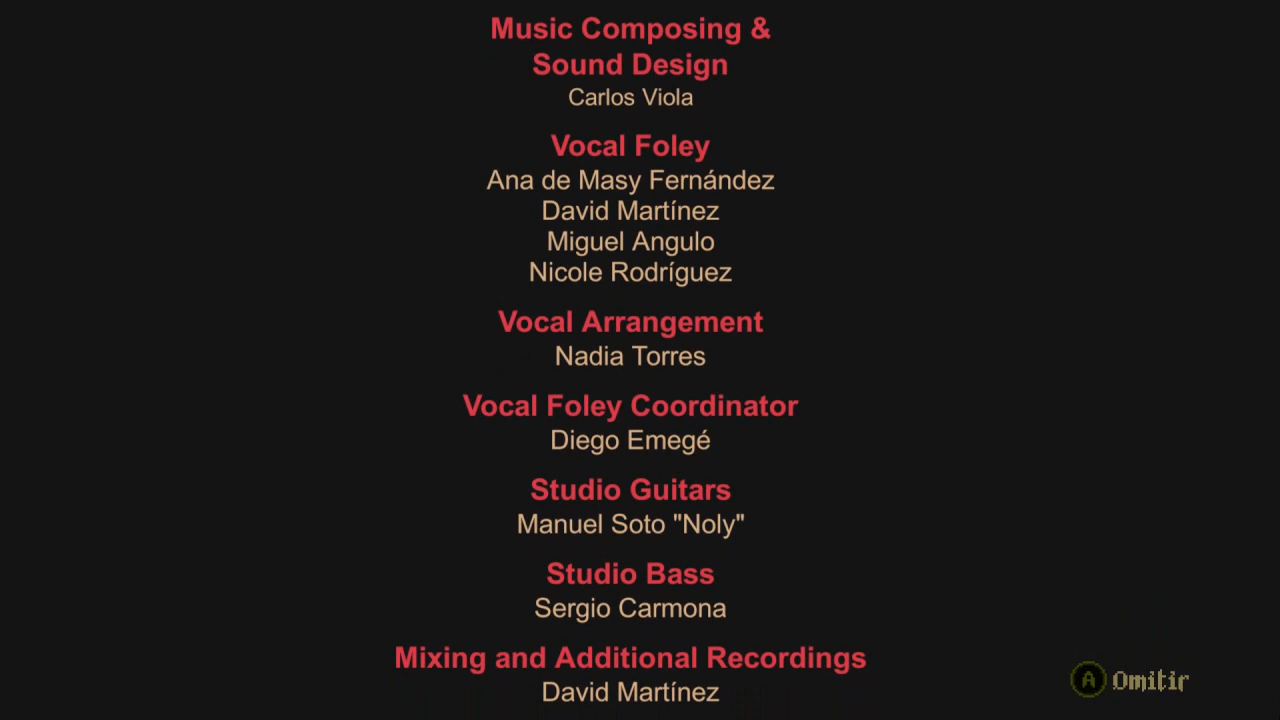 Music Composing &
Sound Design
Carlos Viola
Vocal Foley
Ana de Masy Fernández
David Martínez
Miguel Angulo
Nicole Rodríguez
Vocal Arrangement
Nadia Torres
Vocal Foley Coordinator
Diego Emegé
Studio Guitars
Manuel Soto "Noly"
Studio Bass
Sergio Carmona
Mixing and Additional Recordings
David Martínez
A Omitir